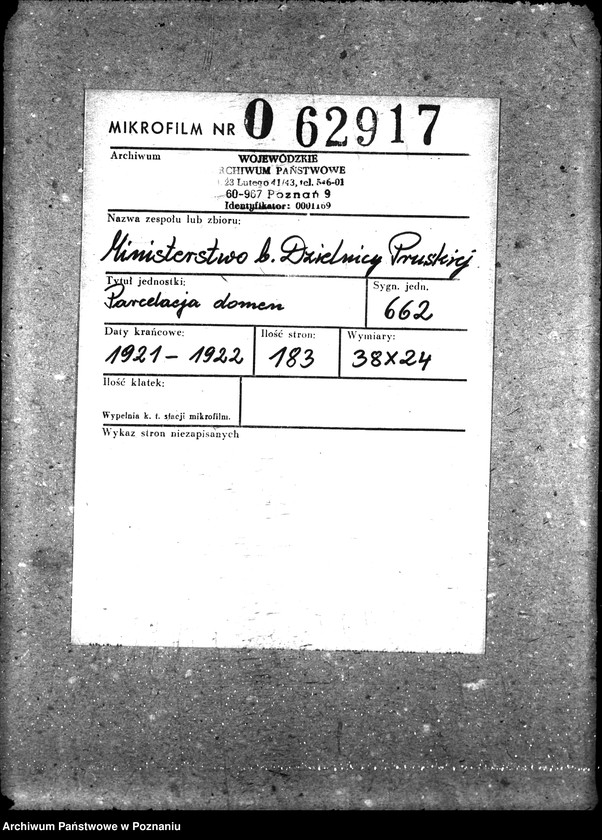 MIKROFILM NR O 62917
Archiwum
WOJEWÓDZKIE
ARCHIWUM PAŃSTWOWE
23 Lutego 41/43, tel. 546-01
60-967 Poznań 9
Identyfikator: 0001169
Nazwa zespołu lub zbioru:
Ministerstwo b. Dzielnicy Pruskiej
Tytuł jednostki:
Parcelacja domen
Sygn. jedn.
662
Daty krańcowe:
1921 - 1922
Ilość stron:
183
Wymiary:
38x24
Ilość klatek:
Wypełnia k. t. stacji mikrofilm.
Wykaz stron niezapisanych
Archiwum Państwowe w Poznaniu